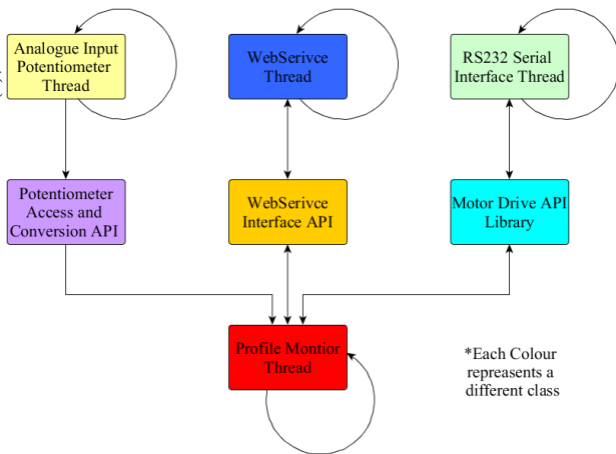 Analogue Input
Potentiometer
Thread
WebSerivce
Thread
RS232 Serial
Interface Thread
Potentiometer
Access and
Conversion API
WebSerivce
Interface API
Motor Drive API
Library
Profile Montior
Thread
*Each Colour
repreasents a
different class